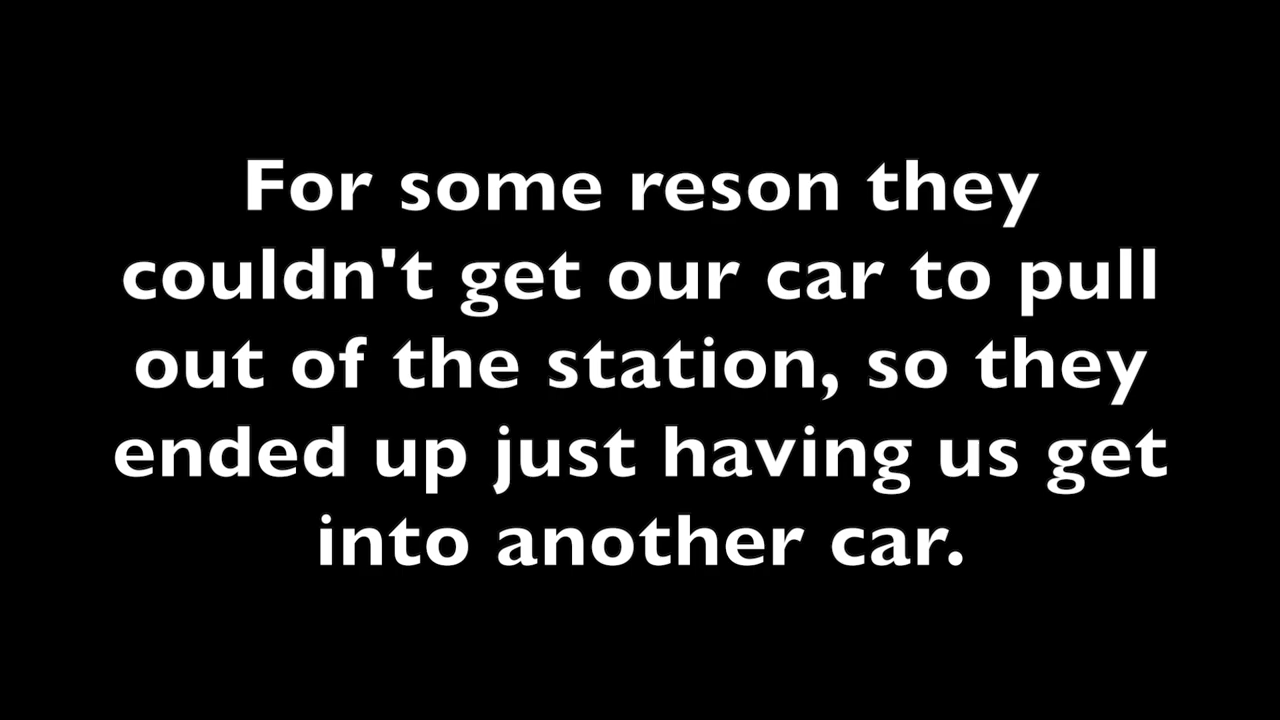 For some reson they
couldn't get our car to pull
out of the station, so they
ended up just having us get
into another car.